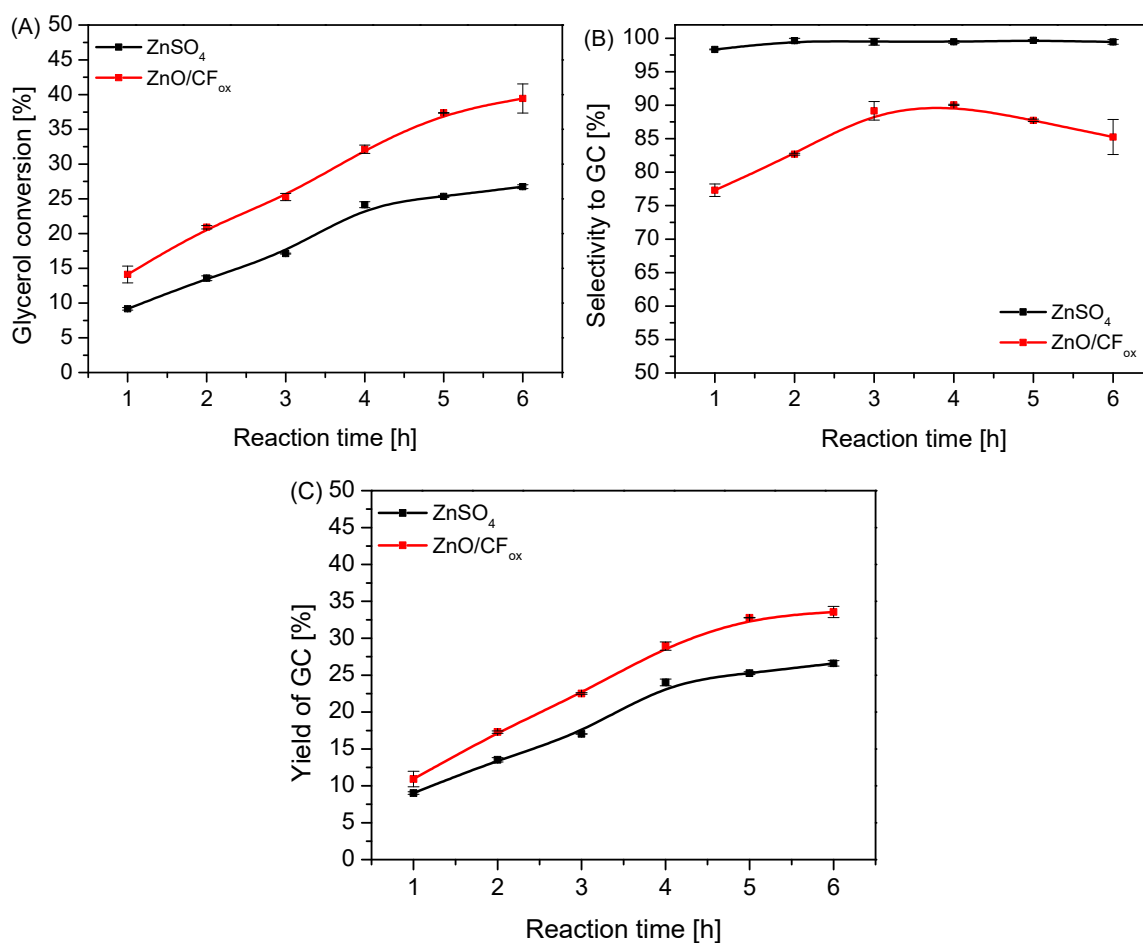 (A)
50
45
40
35
30
25
20
15
10
5
0
Glycerol conversion [%]
ZnSO₄
ZnO/CFₒₓ
1 2 3 4 5 6
Reaction time [h]
(B)
100
95
90
85
80
75
70
65
60
55
50
Selectivity to GC [%]
ZnSO₄
ZnO/CFₒₓ
1 2 3 4 5 6
Reaction time [h]
(C)
50
45
40
35
30
25
20
15
10
5
0
Yield of GC [%]
ZnSO₄
ZnO/CFₒₓ
1 2 3 4 5 6
Reaction time [h]